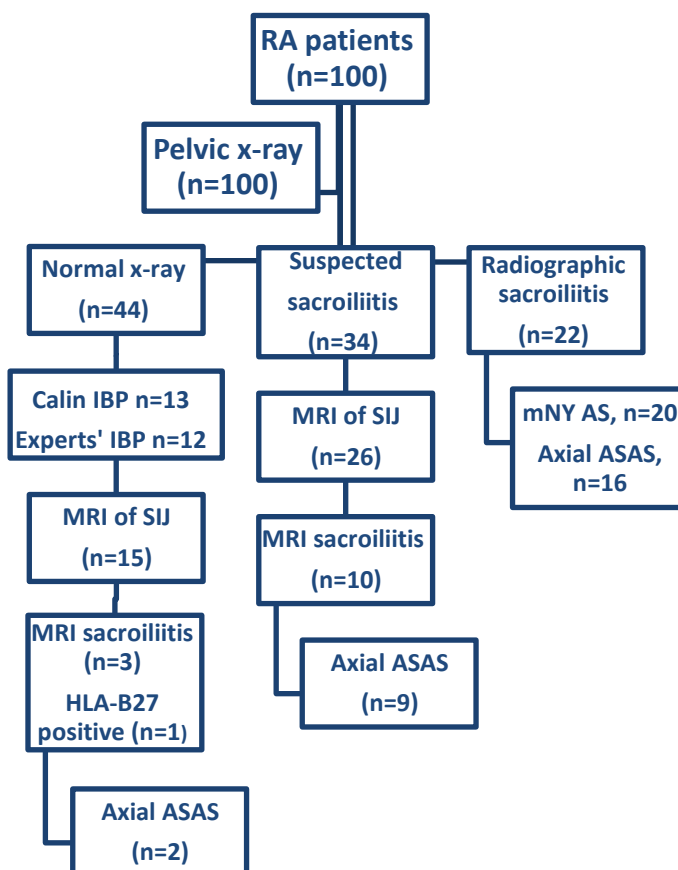 RA patients
(n=100)
Pelvic x-ray
(n=100)
Normal x-ray
(n=44)
Suspected
sacroiliitis
(n=34)
Radiographic
sacroiliitis
(n=22)
Calin IBP n=13
Experts' IBP n=12
MRI of SIJ
(n=26)
mNY AS, n=20
Axial ASAS,
n=16
MRI of SIJ
(n=15)
MRI sacroiliitis
(n=10)
MRI sacroiliitis
(n=3)
HLA-B27
positive (n=1)
Axial ASAS
(n=9)
Axial ASAS
(n=2)